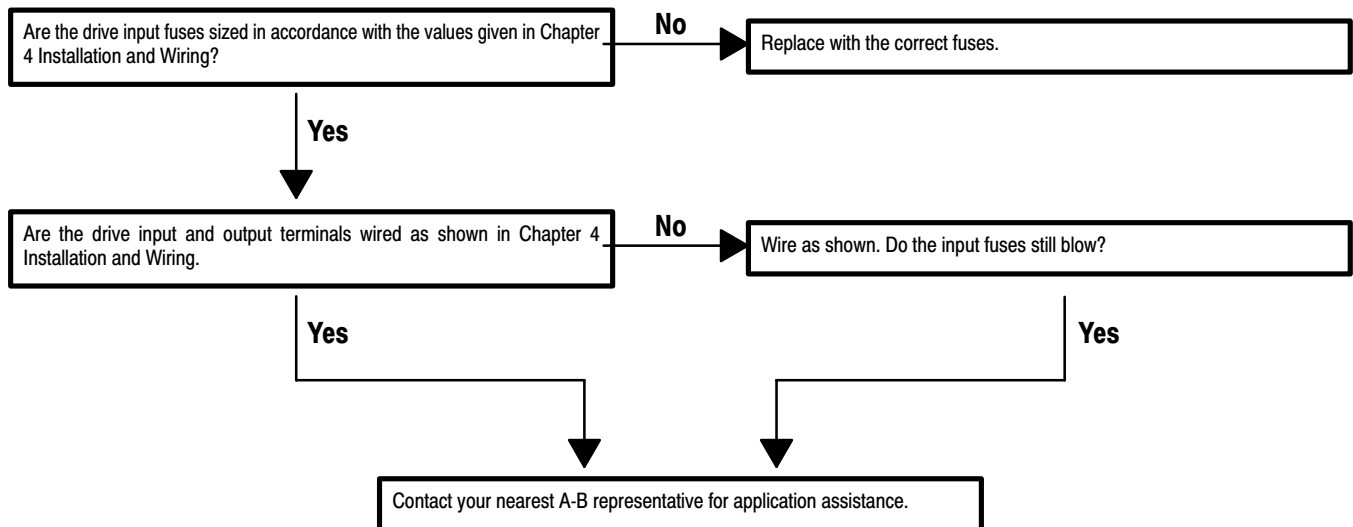 Are the drive input fuses sized in accordance with the values given in Chapter
4 Installation and Wiring?
No
Replace with the correct fuses.
Yes
Are the drive input and output terminals wired as shown in Chapter 4
Installation and Wiring.
No
Wire as shown. Do the input fuses still blow?
Yes
Yes
Contact your nearest A-B representative for application assistance.